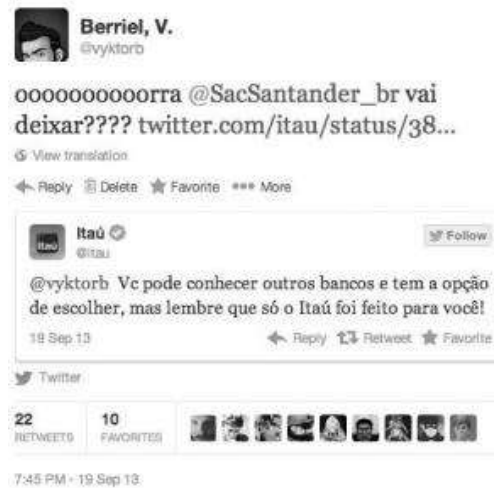 Berriel, V.
@vyktorb
oooooooooorra @SacSantander_br vai
deixar???? twitter.com/itau/status/38...
View translation
Reply Delete Favorite More
Itaú
Itaú
@itau
Follow
@vyktorb Vc pode conhecer outros bancos e tem a opção
de escolher, mas lembre que só o Itaú foi feito para você!
19 Sep 13 Reply Retweet Favorite
Twitter
22 10
RETWEETS FAVORITES
7:45 PM - 19 Sep 13